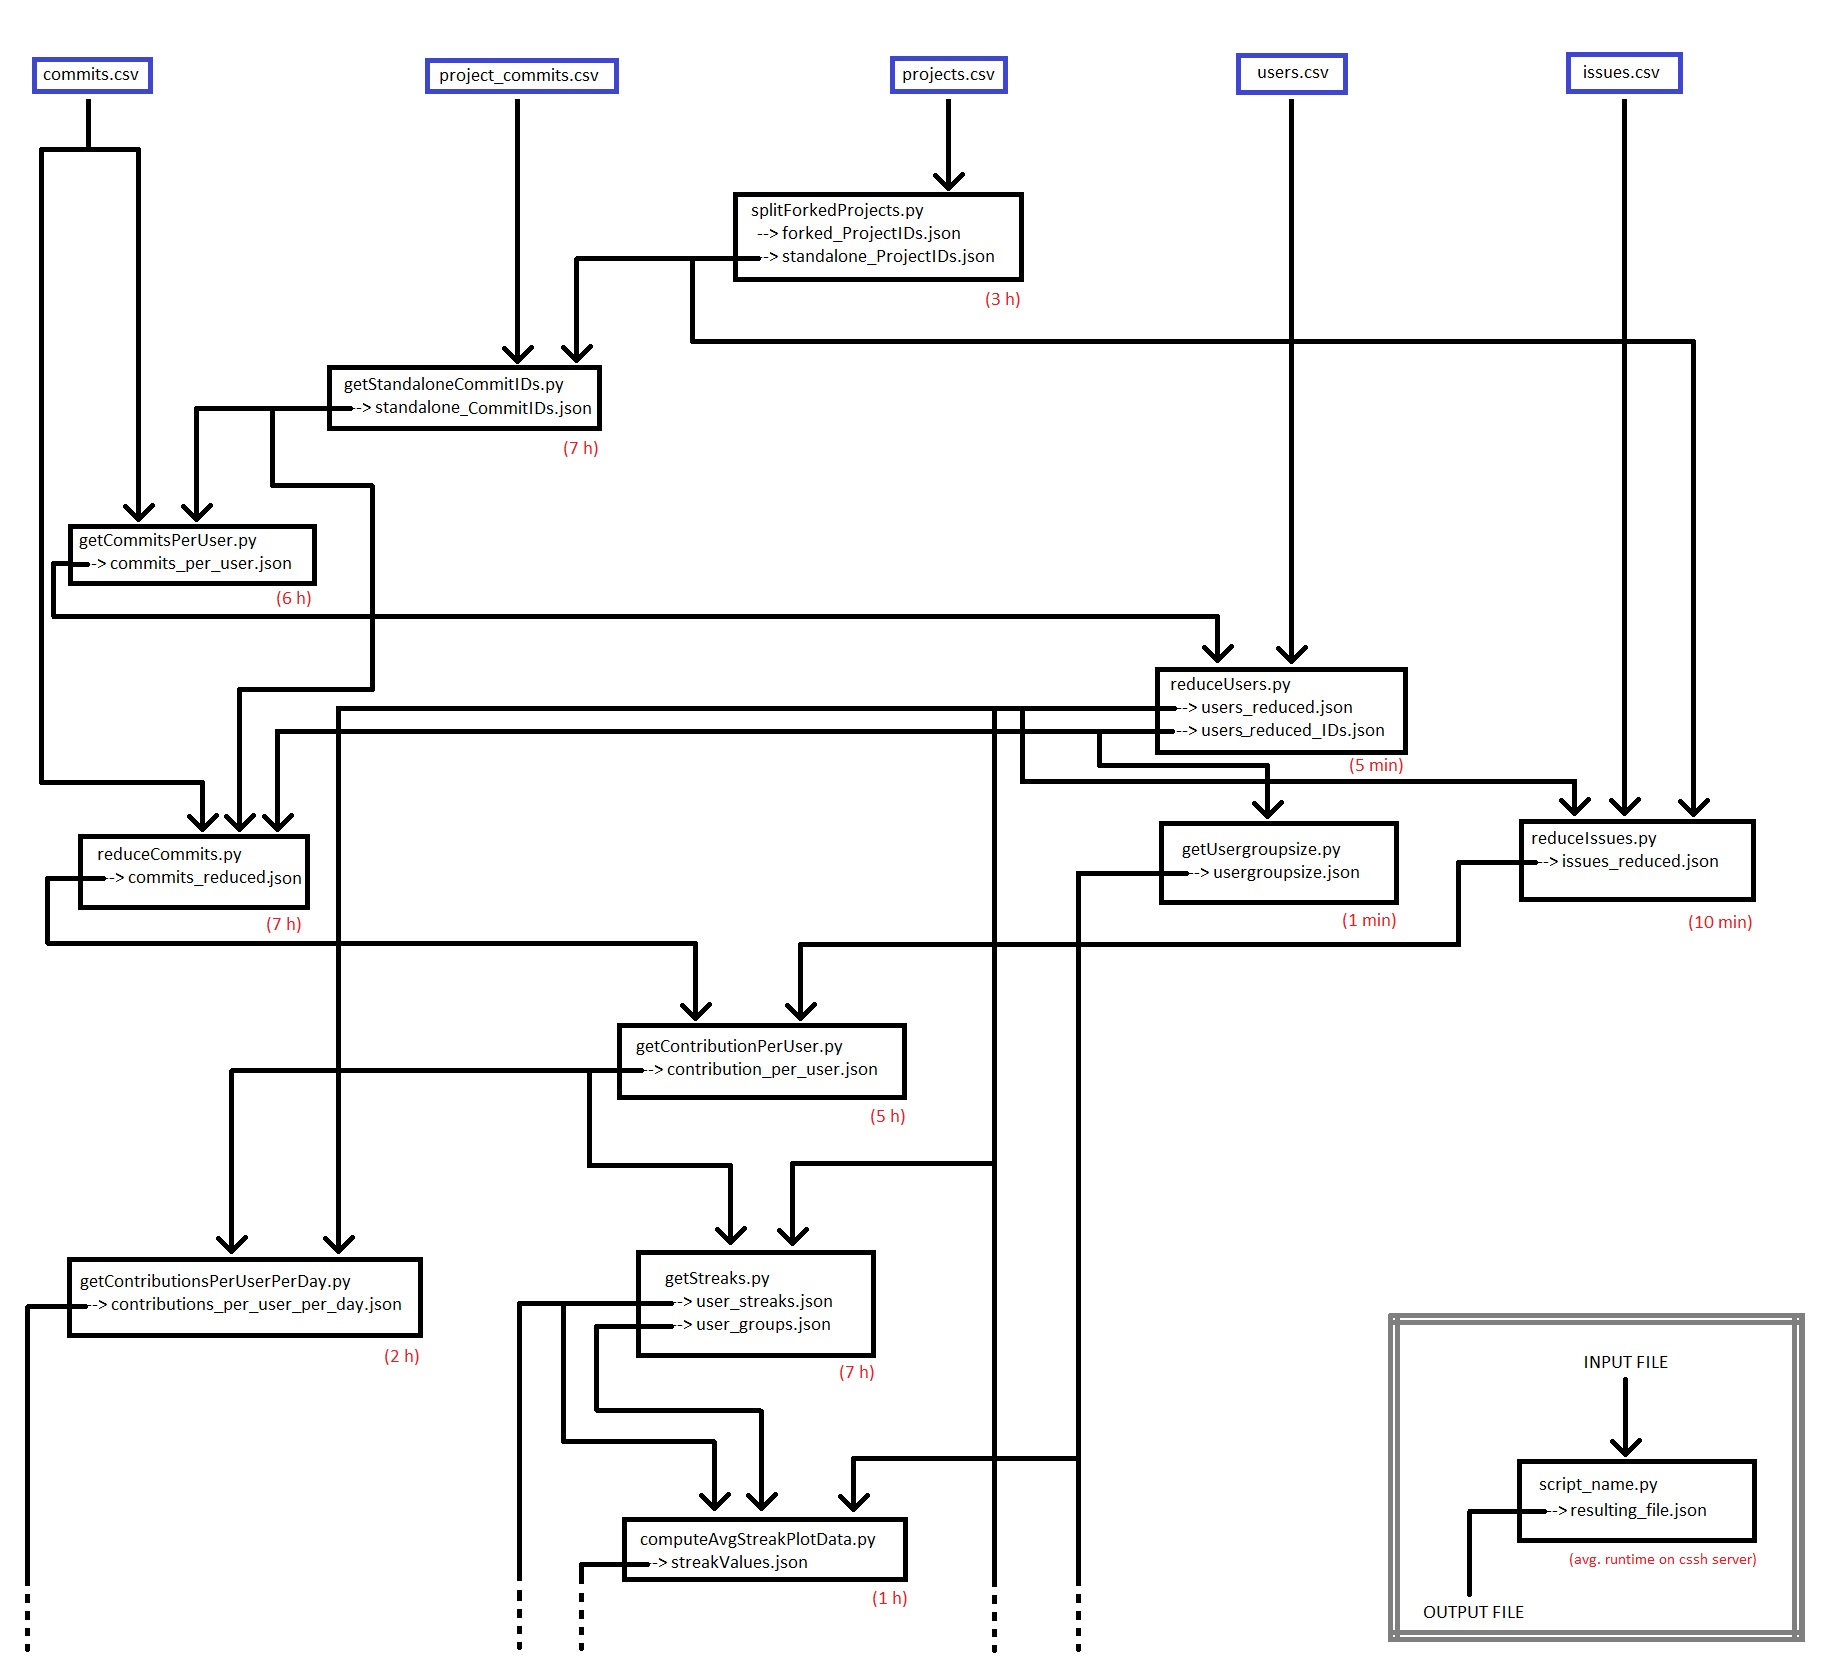 commits.csv
project_commits.csv
projects.csv
users.csv
issues.csv
splitForkedProjects.py
--> forked_ProjectIDs.json
--> standalone_ProjectIDs.json
(3 h)
getStandaloneCommitIDs.py
--> standalone_CommitIDs.json
(7 h)
getCommitsPerUser.py
--> commits_per_user.json
(6 h)
reduceUsers.py
--> users_reduced.json
--> users_reduced_IDs.json
(5 min)
reduceCommits.py
--> commits_reduced.json
(7 h)
getUsergroupsize.py
--> usergroupsize.json
(1 min)
reduceIssues.py
--> issues_reduced.json
(10 min)
getContributionPerUser.py
--> contribution_per_user.json
(5 h)
getContributionsPerUserPerDay.py
--> contributions_per_user_per_day.json
(2 h)
getStreaks.py
--> user_streaks.json
--> user_groups.json
(7 h)
computeAvgStreakPlotData.py
--> streakValues.json
(1 h)
INPUT FILE
script_name.py
--> resulting_file.json
(avg. runtime on cssh server)
OUTPUT FILE